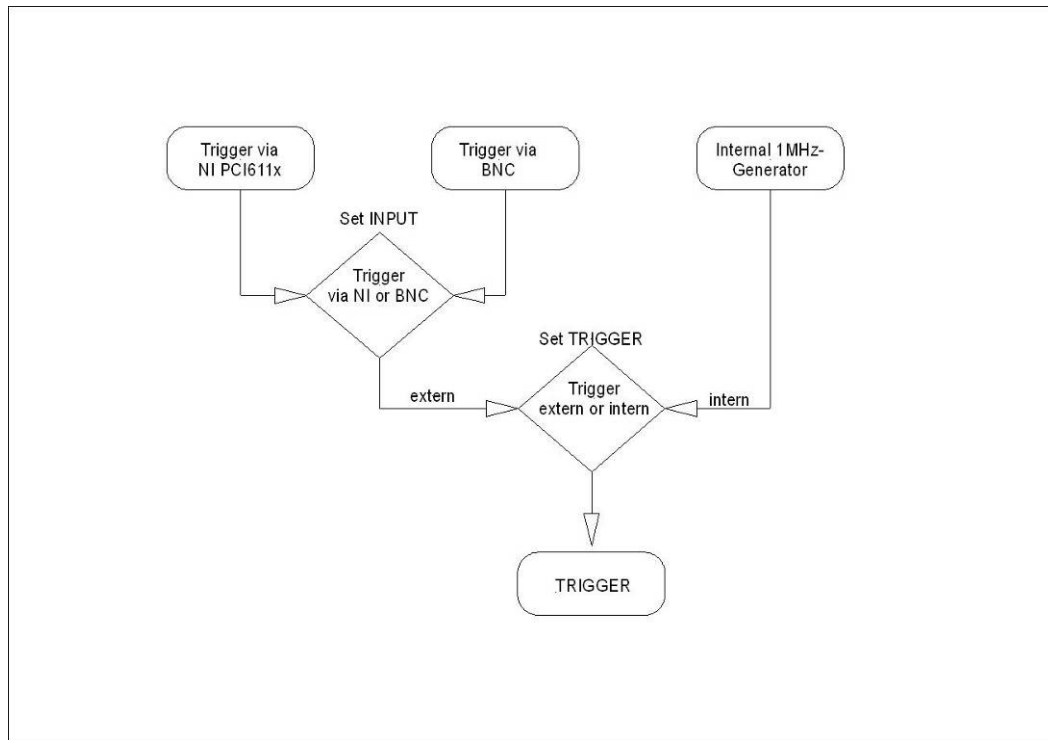 Trigger via
NI PCI611x
Trigger via
BNC
Internal 1MHz-
Generator
Set INPUT
Trigger
via NI or BNC
Set TRIGGER
Trigger
extern or intern
extern
intern
TRIGGER